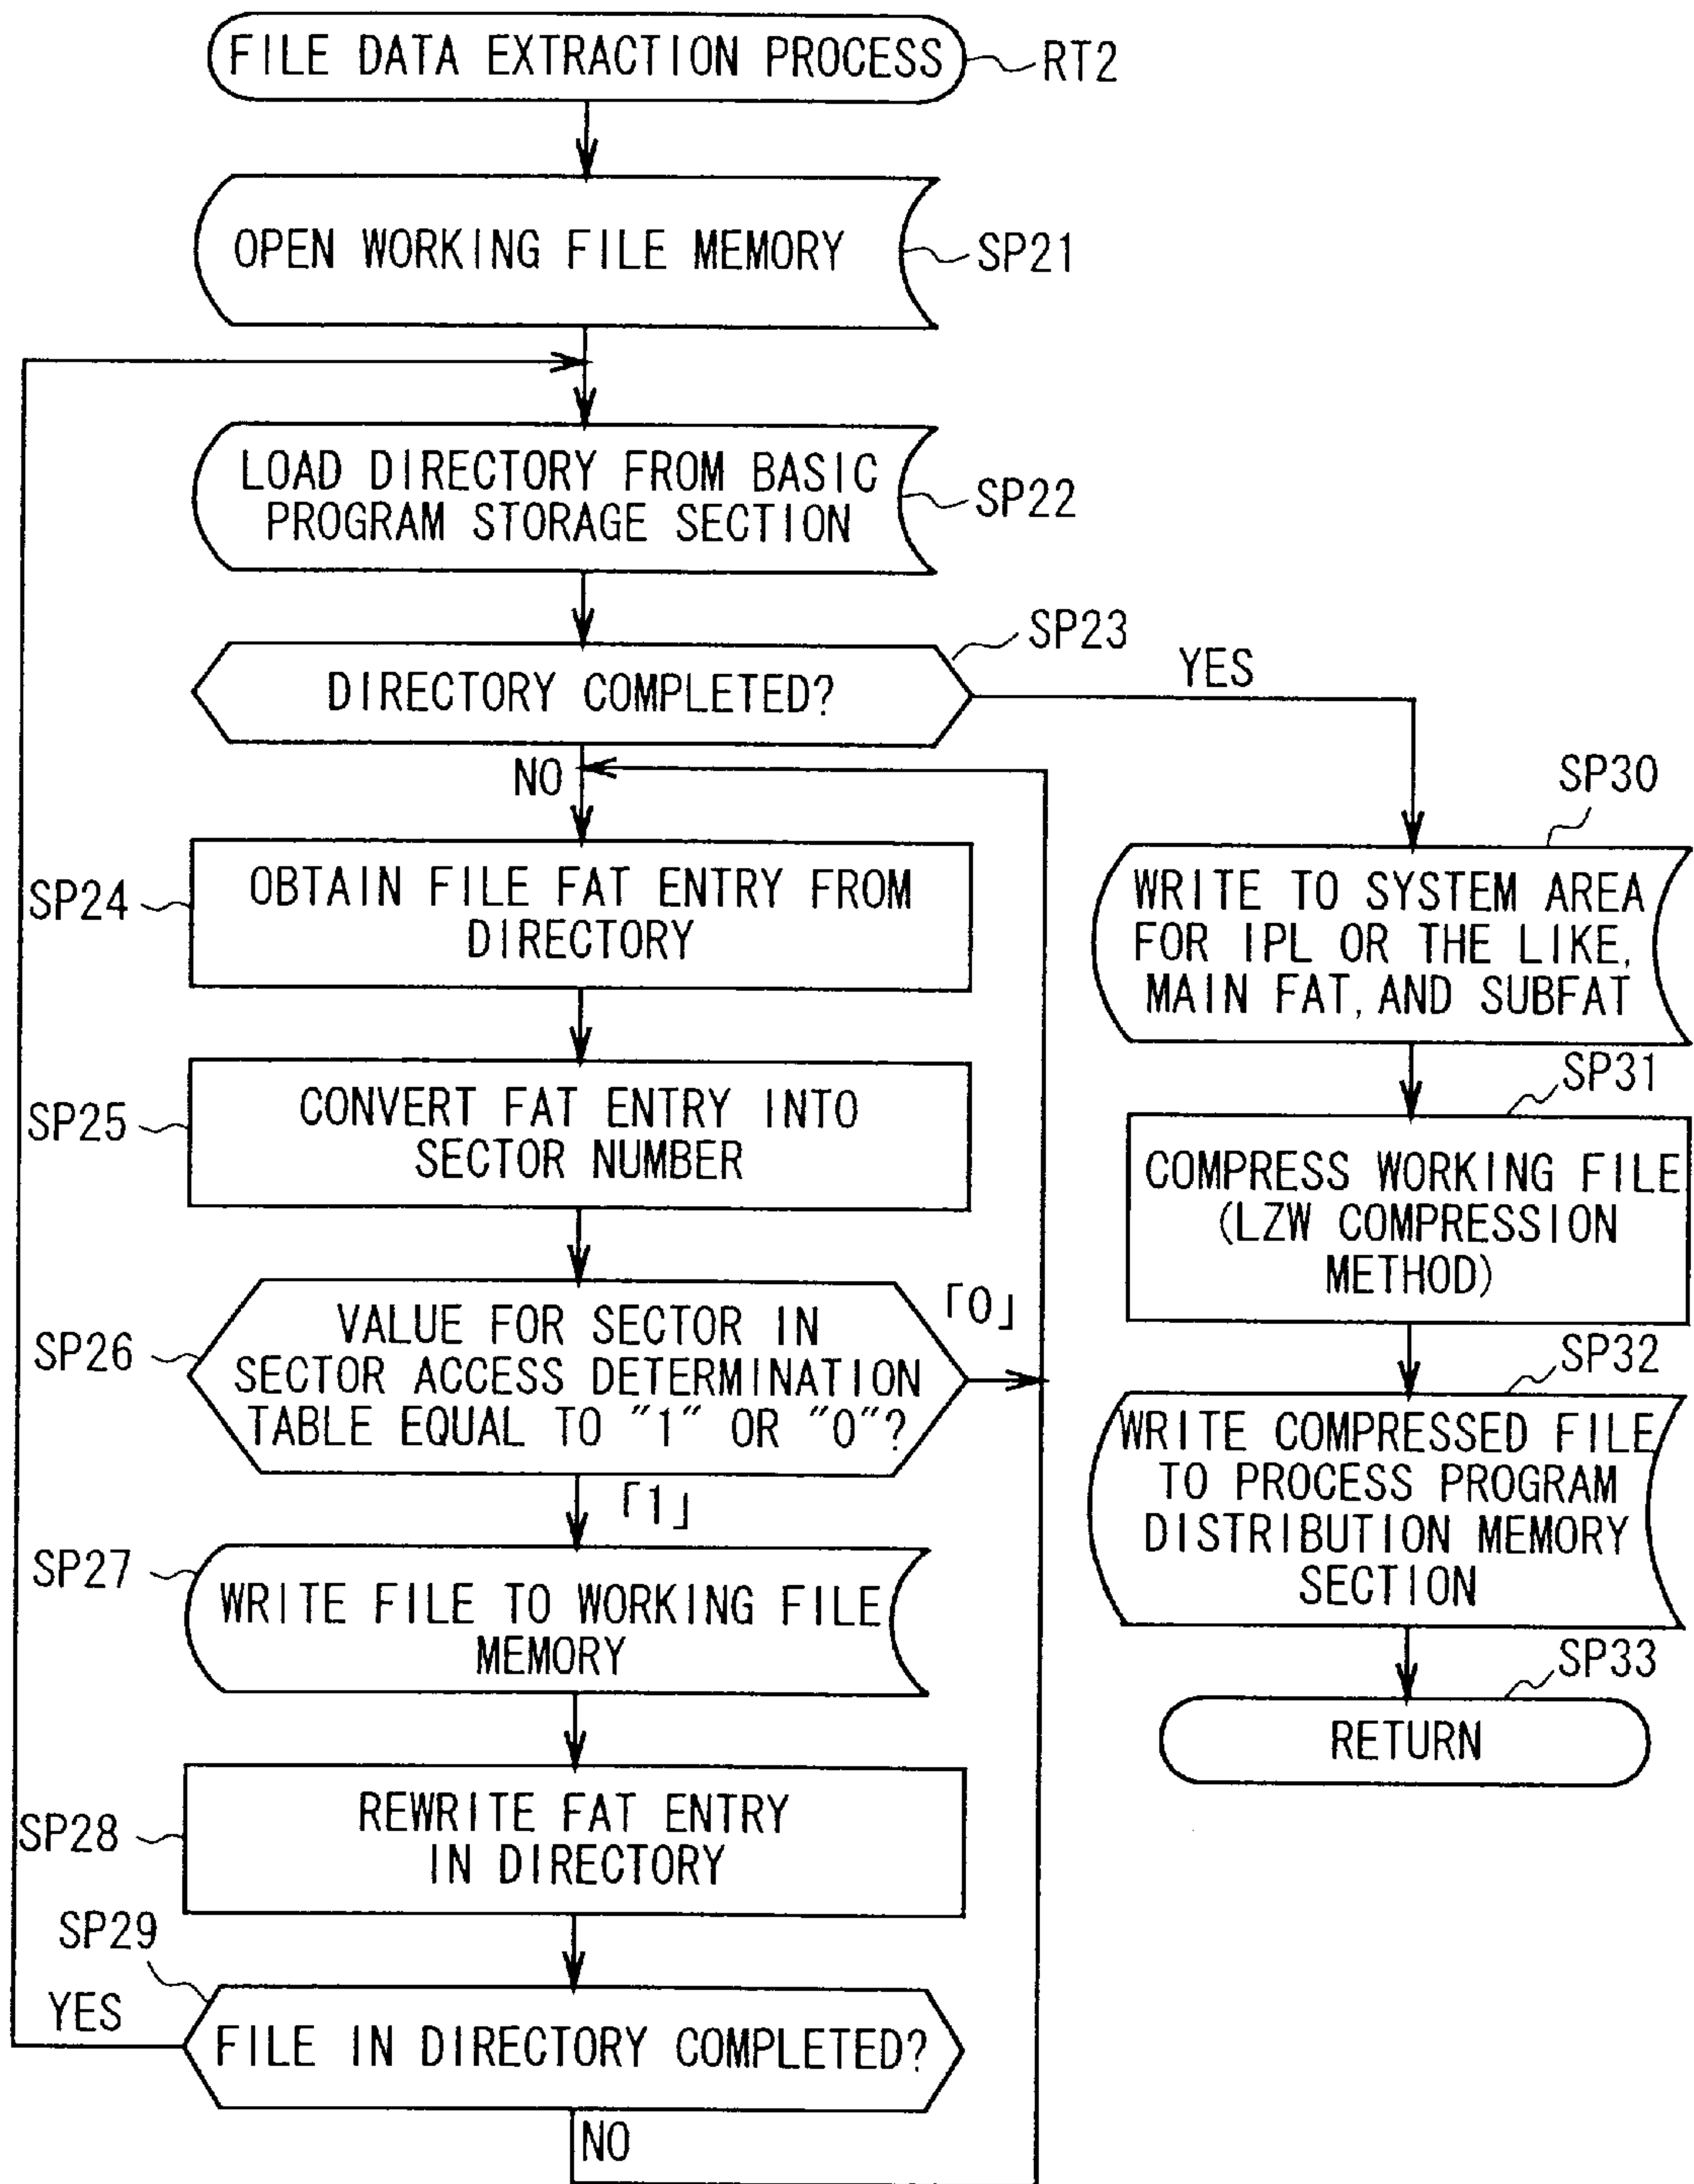 FILE DATA EXTRACTION PROCESS
RT2
OPEN WORKING FILE MEMORY
SP21
LOAD DIRECTORY FROM BASIC
PROGRAM STORAGE SECTION
SP22
DIRECTORY COMPLETED?
SP23
YES
NO
SP24
OBTAIN FILE FAT ENTRY FROM
DIRECTORY
SP25
CONVERT FAT ENTRY INTO
SECTOR NUMBER
SP26
VALUE FOR SECTOR IN
SECTOR ACCESS DETERMINATION
TABLE EQUAL TO "1" OR "0"?
「0」
「1」
SP27
WRITE FILE TO WORKING FILE
MEMORY
SP28
REWRITE FAT ENTRY
IN DIRECTORY
SP29
YES
FILE IN DIRECTORY COMPLETED?
NO
SP30
WRITE TO SYSTEM AREA
FOR IPL OR THE LIKE,
MAIN FAT, AND SUBFAT
SP31
COMPRESS WORKING FILE
(LZW COMPRESSION
METHOD)
SP32
WRITE COMPRESSED FILE
TO PROCESS PROGRAM
DISTRIBUTION MEMORY
SECTION
SP33
RETURN